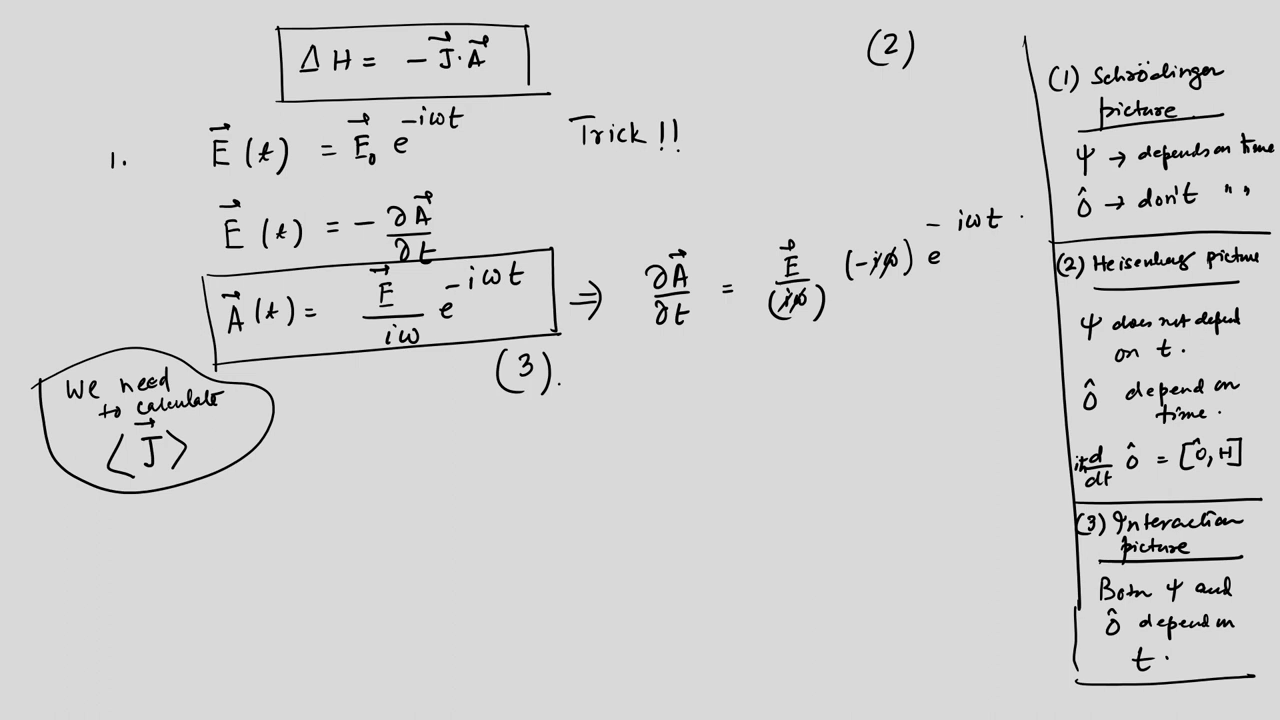 ΔH = - J⃗·A⃗
(2)
1. E⃗(t) = E⃗₀ e^{-iωt} Trick!!
E⃗(t) = - ∂A⃗/∂t
A⃗(t) = E⃗/iω e^{-iωt} ⇒ ∂A⃗/∂t = E⃗/(iω) (-iω) e^{-iωt}.
(3).
We need
to calculate
⟨J⃗⟩
(1) Schrödinger
picture
ψ → depends on time
Ô → don't " "
(2) Heisenberg picture
ψ does not depend
on t.
Ô depend on
time.
iħ d/dt Ô = [Ô, H]
(3) Interaction
picture
Both ψ and
Ô depend on
t.